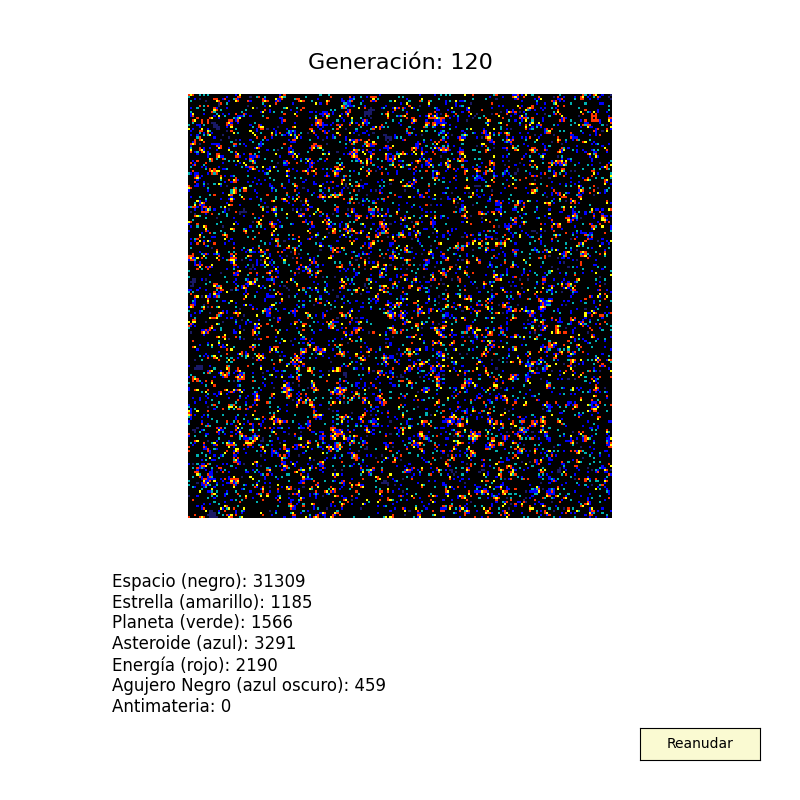 Generación: 120
Espacio (negro): 31309
Estrella (amarillo): 1185
Planeta (verde): 1566
Asteroide (azul): 3291
Energía (rojo): 2190
Agujero Negro (azul oscuro): 459
Antimateria: 0
Reanudar